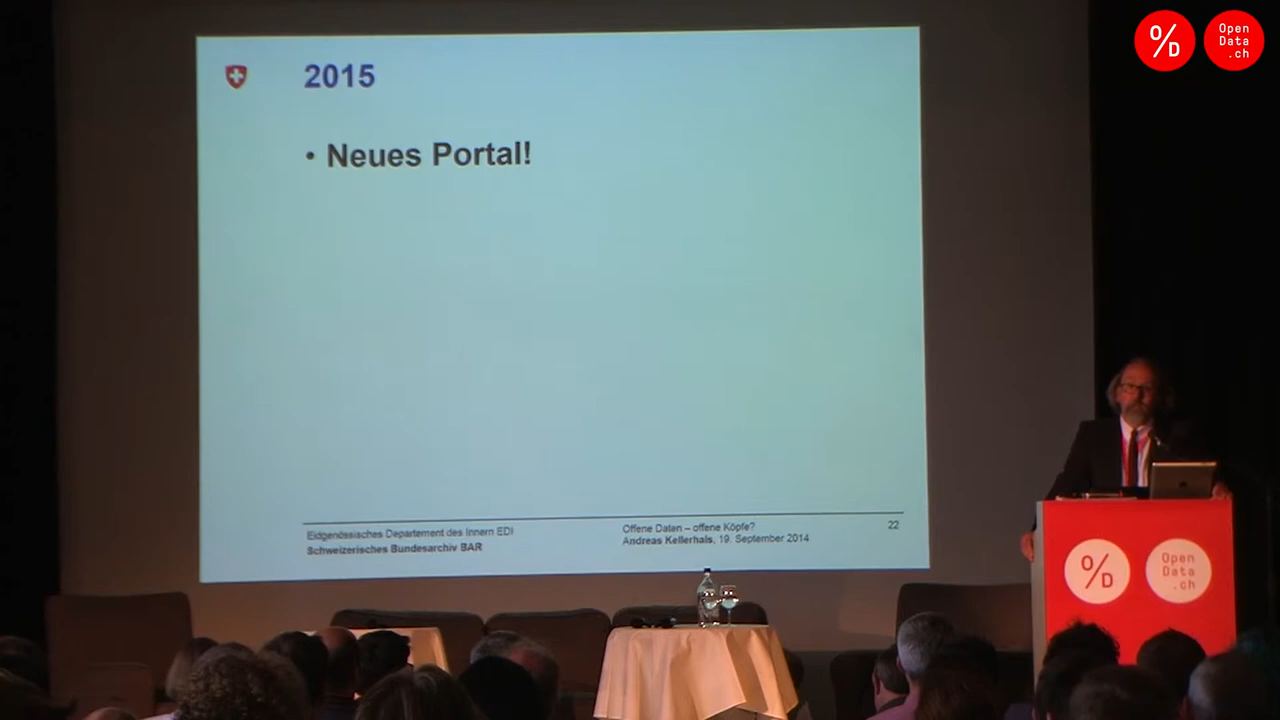 2015
• Neues Portal!
Eidgenössisches Departement des Innern EDI
Schweizerisches Bundesarchiv BAR
Offene Daten – offene Köpfe?
Andreas Kellerhals, 19. September 2014
22
%D
Open
Data
.ch
%D
Open
Data
.ch